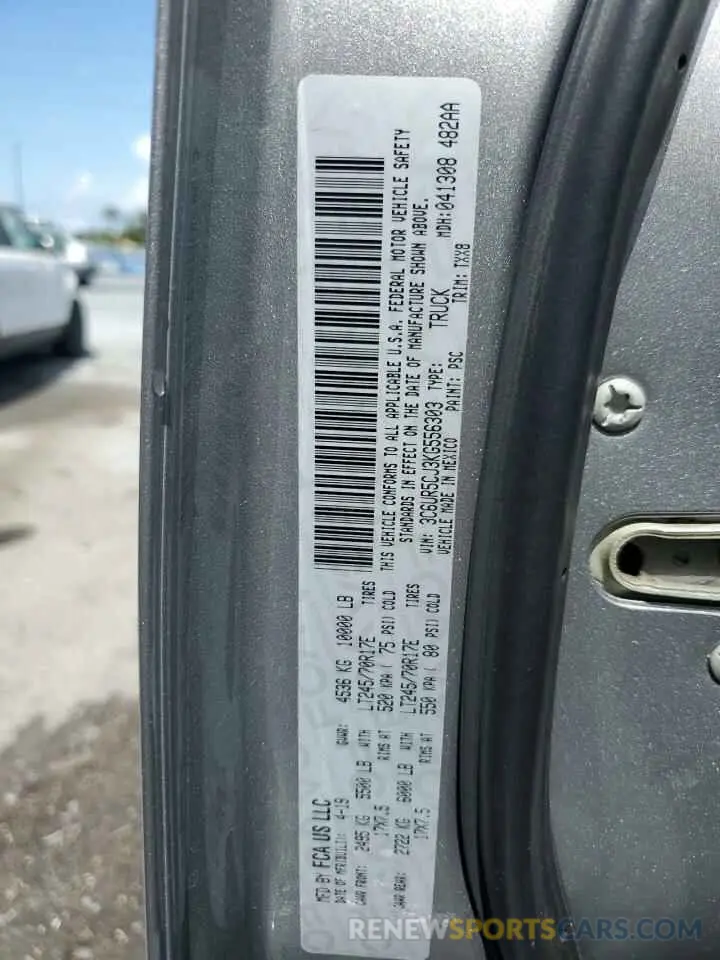 MFD BY FCA US LLC
DATE OF MFR(BUILT): 4-19 GVWR: 4536 KG 10000 LB
GAWR FRONT: 2495 KG 5500 LB WITH LT245/70R17E TIRES
17X7.5 RIMS AT 520 KPA( 75 PSI) COLD
GAWR REAR: 2722 KG 6000 LB WITH LT245/70R17E TIRES
17X7.5 RIMS AT 550 KPA( 80 PSI) COLD
THIS VEHICLE CONFORMS TO ALL APPLICABLE U.S.A. FEDERAL MOTOR VEHICLE SAFETY
STANDARDS IN EFFECT ON THE DATE OF MANUFACTURE SHOWN ABOVE.
VIN: 3C6UR5CJ3KG556303 TYPE: TRUCK MDH:041308 482AA
VEHICLE MADE IN MEXICO PAINT: PSC TRIM: TXX8
RENEWSPORTSCARS.COM